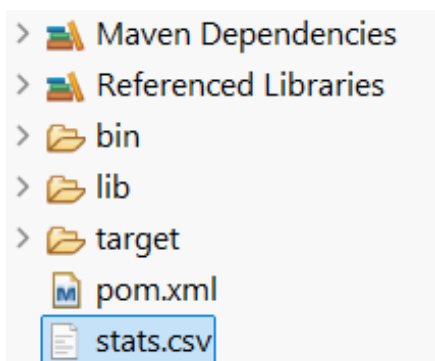 Maven Dependencies
Referenced Libraries
bin
lib
target
pom.xml
stats.csv